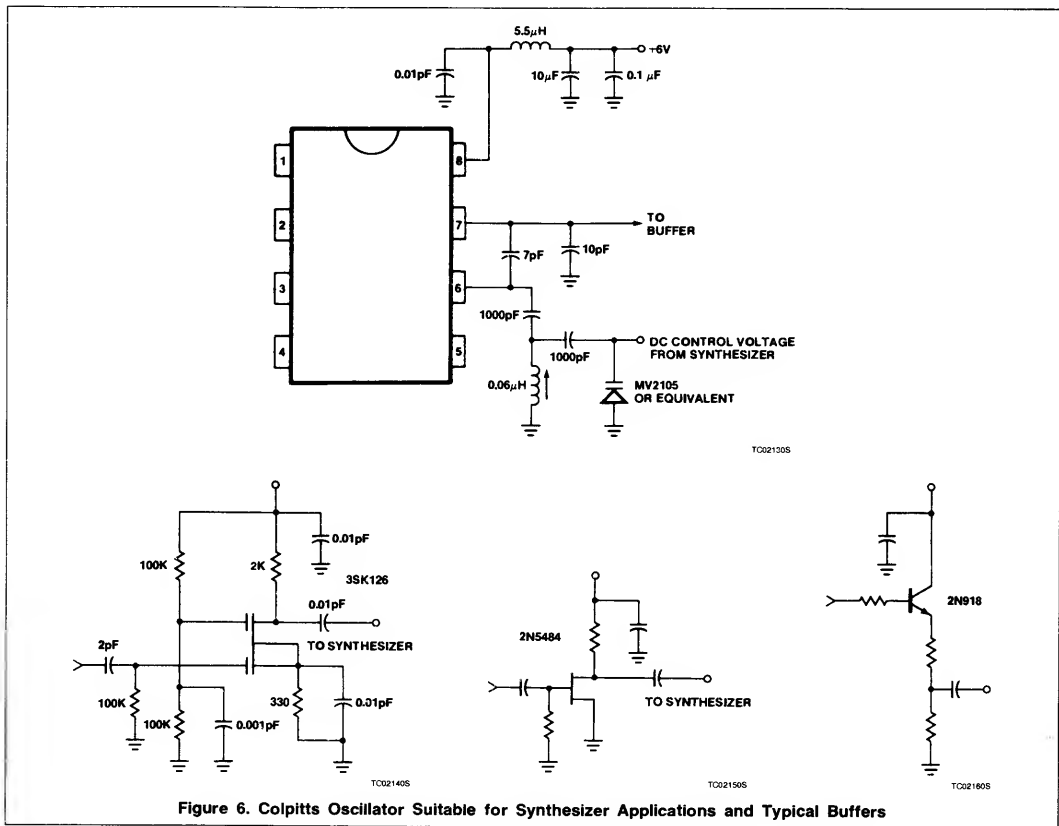 5.5μH
+6V
0.01pF
10μF
0.1 μF
1
8
2
7
TO
BUFFER
7pF
10pF
3
6
1000pF
4
5
1000pF
DC CONTROL VOLTAGE
FROM SYNTHESIZER
0.06μH
MV2105
OR EQUIVALENT
TC02130S
0.01pF
100K
2K
3SK126
0.01pF
TO SYNTHESIZER
2pF
100K
100K
0.001pF
330
0.01pF
TC02140S
2N5484
TO SYNTHESIZER
TC02150S
2N918
TC02160S
Figure 6. Colpitts Oscillator Suitable for Synthesizer Applications and Typical Buffers